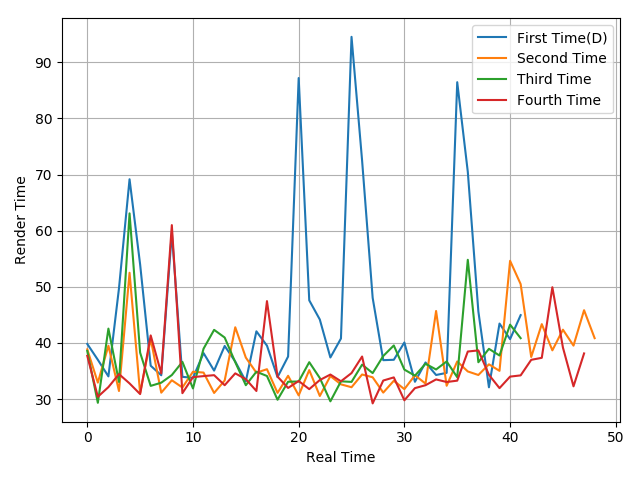 First Time(D)
Second Time
Third Time
Fourth Time
90
80
70
60
50
40
30
Render Time
0 10 20 30 40 50
Real Time